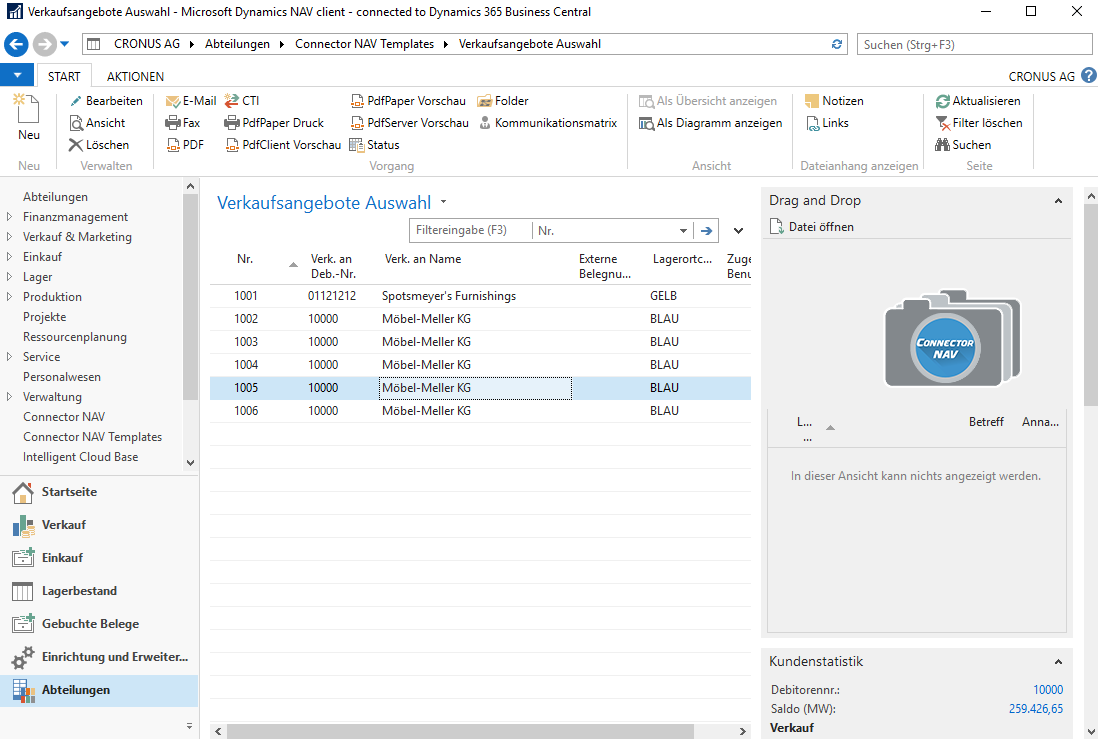 Verkaufsangebote Auswahl - Microsoft Dynamics NAV client - connected to Dynamics 365 Business Central
CRONUS AG Abteilungen Connector NAV Templates Verkaufsangebote Auswahl
Suchen (Strg+F3)
START AKTIONEN
CRONUS AG
Neu
Neu
Bearbeiten
Ansicht
Löschen
Verwalten
E-Mail CTI PdfPaper Vorschau Folder
Fax PdfPaper Druck PdfServer Vorschau Kommunikationsmatrix
PDF PdfClient Vorschau Status
Vorgang
Als Übersicht anzeigen
Als Diagramm anzeigen
Ansicht
Notizen
Links
Dateianhang anzeigen
Aktualisieren
Filter löschen
Suchen
Seite
Abteilungen
Finanzmanagement
Verkauf & Marketing
Einkauf
Lager
Produktion
Projekte
Ressourcenplanung
Service
Personalwesen
Verwaltung
Connector NAV
Connector NAV Templates
Intelligent Cloud Base
Startseite
Verkauf
Einkauf
Lagerbestand
Gebuchte Belege
Einrichtung und Erweiter...
Abteilungen
Verkaufsangebote Auswahl
Filtereingabe (F3) Nr.
Nr. Verk. an Verk. an Name Externe Lagerortc... Zuge
Deb.-Nr. Belegnu... Benu
1001 01121212 Spotsmeyer's Furnishings GELB
1002 10000 Möbel-Meller KG BLAU
1003 10000 Möbel-Meller KG BLAU
1004 10000 Möbel-Meller KG BLAU
1005 10000 Möbel-Meller KG BLAU
1006 10000 Möbel-Meller KG BLAU
Drag and Drop
Datei öffnen
CONNECTOR
NAV
L... Betreff Anna...
...
In dieser Ansicht kann nichts angezeigt werden.
Kundenstatistik
Debitorennr.: 10000
Saldo (MW): 259.426,65
Verkauf